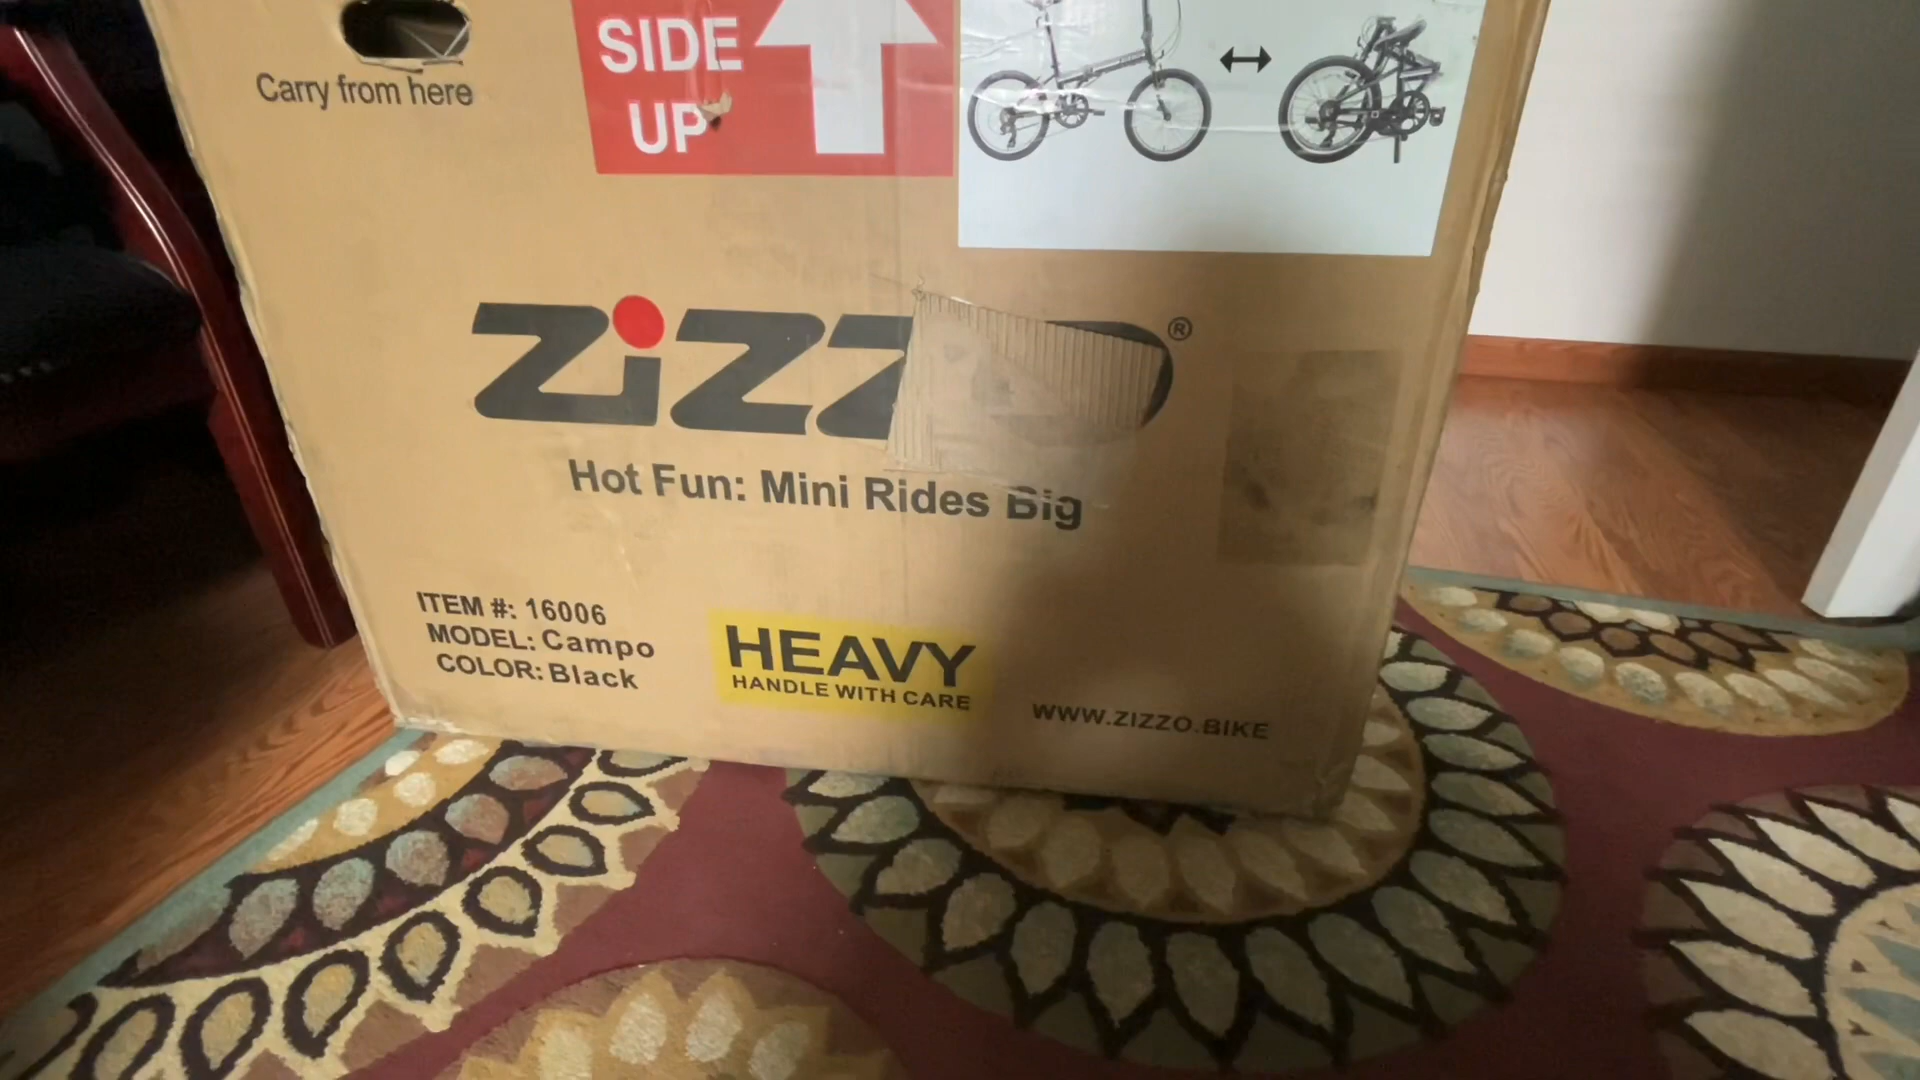 Carry from here
SIDE
UP
ZiZZO®
Hot Fun: Mini Rides Big
ITEM #: 16006
MODEL: Campo
COLOR: Black
HEAVY
HANDLE WITH CARE
WWW.ZIZZO.BIKE